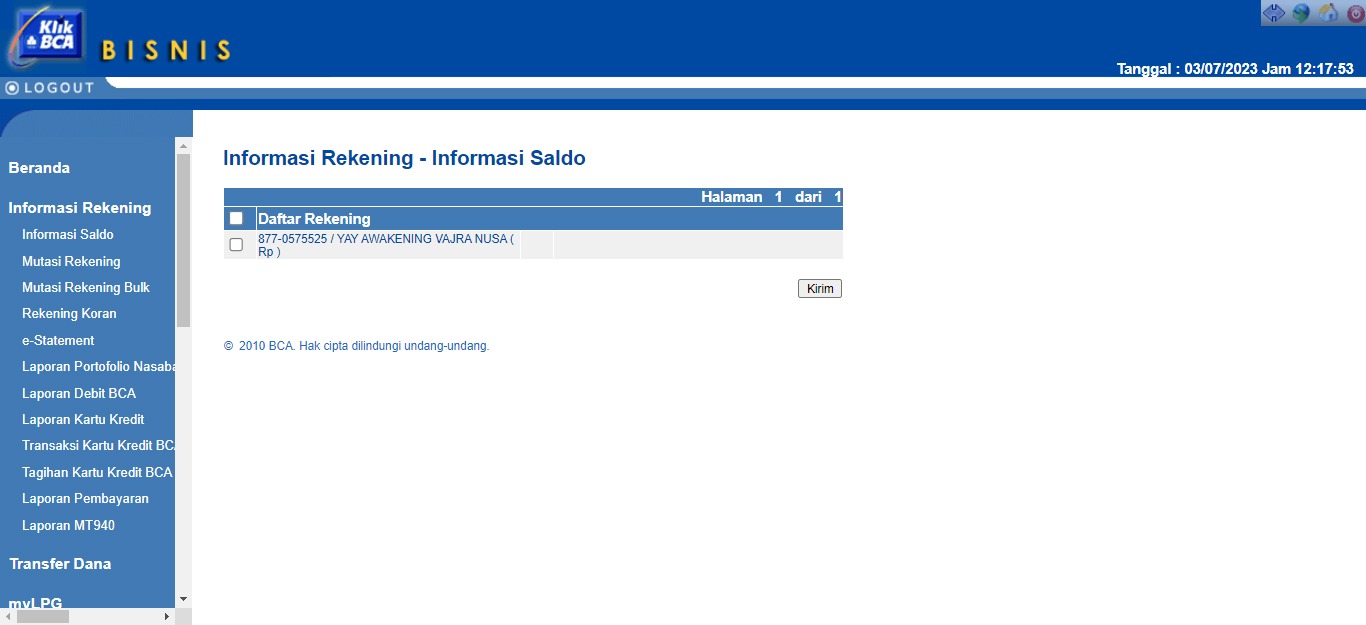 Klik
BCA
BISNIS
Tanggal : 03/07/2023 Jam 12:17:53
LOGOUT
Beranda
Informasi Rekening
Informasi Saldo
Mutasi Rekening
Mutasi Rekening Bulk
Rekening Koran
e-Statement
Laporan Portofolio Nasaba
Laporan Debit BCA
Laporan Kartu Kredit
Transaksi Kartu Kredit BCA
Tagihan Kartu Kredit BCA
Laporan Pembayaran
Laporan MT940
Transfer Dana
myLPG
Informasi Rekening - Informasi Saldo
Halaman 1 dari 1
Daftar Rekening
877-0575525 / YAY AWAKENING VAJRA NUSA (
Rp )
Kirim
© 2010 BCA. Hak cipta dilindungi undang-undang.